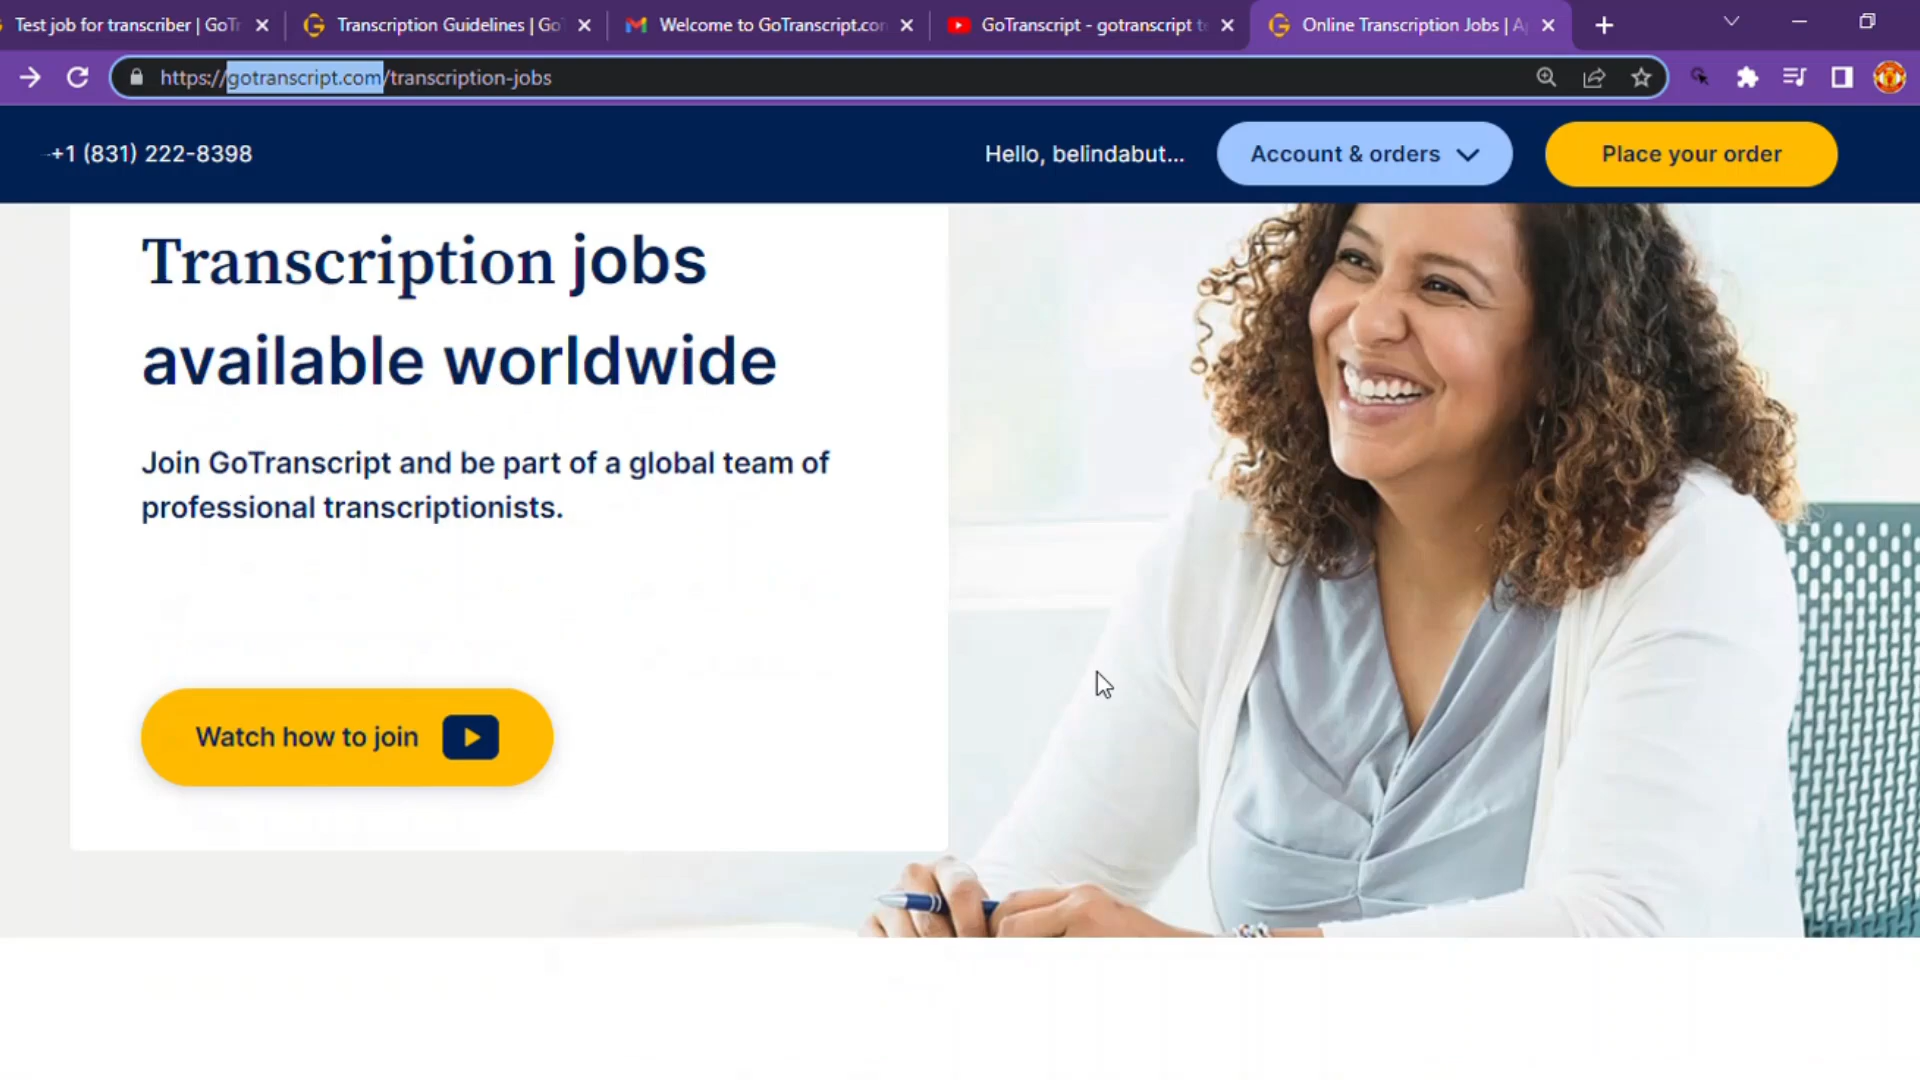 Test job for transcriber | GoTr
Transcription Guidelines | Go
Welcome to GoTranscript.com
GoTranscript - gotranscript te
Online Transcription Jobs | A
https://gotranscript.com/transcription-jobs
+1 (831) 222-8398
Hello, belindabut...
Account & orders
Place your order
Transcription jobs
available worldwide
Join GoTranscript and be part of a global team of
professional transcriptionists.
Watch how to join